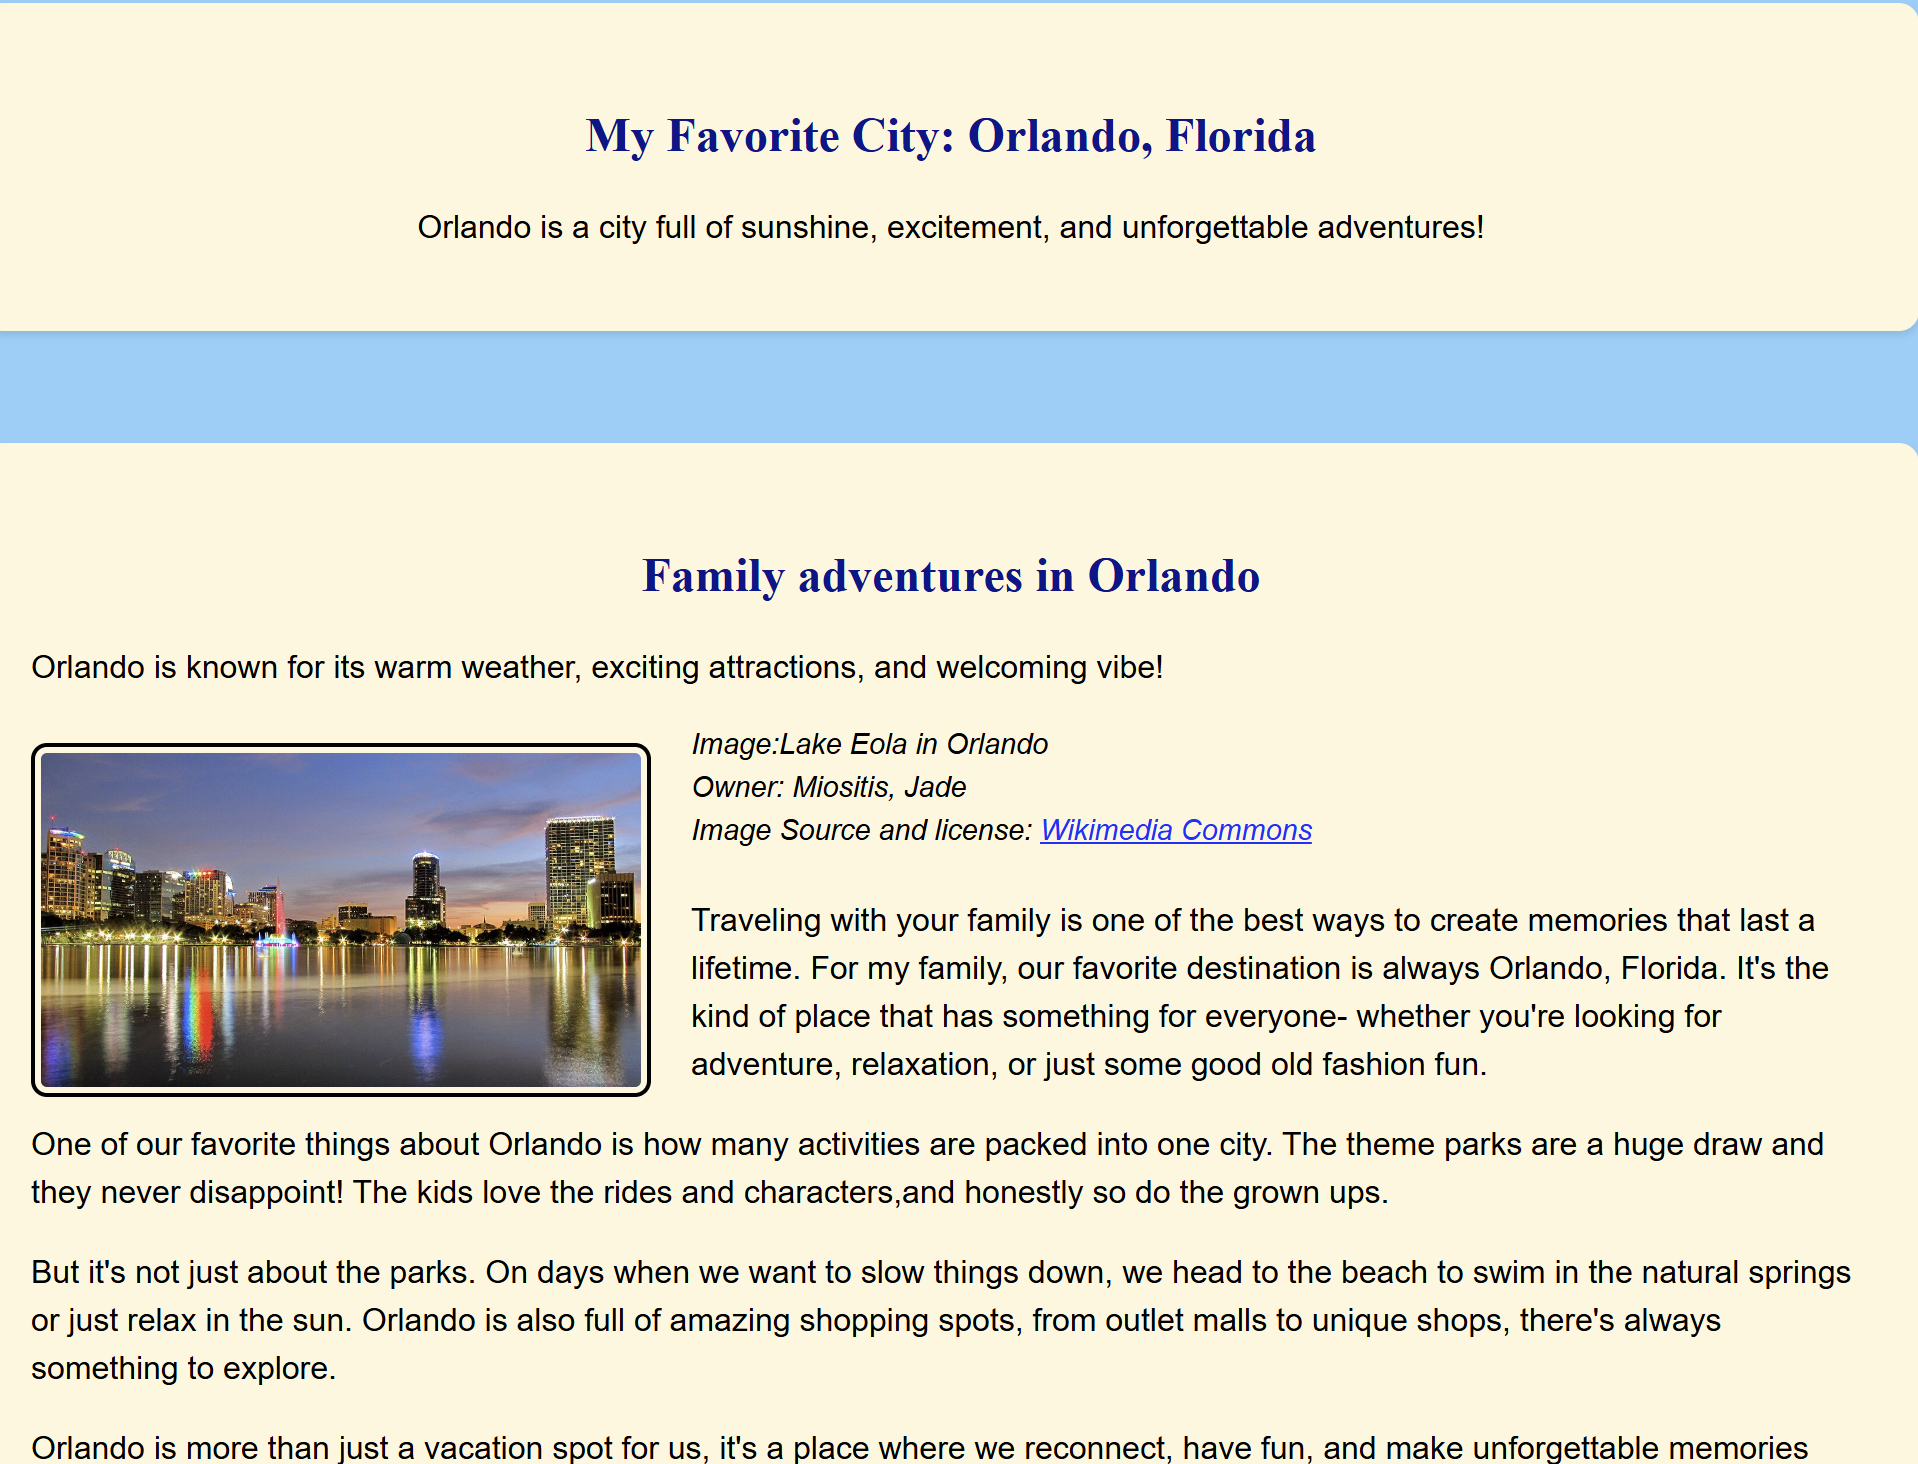 My Favorite City: Orlando, Florida
Orlando is a city full of sunshine, excitement, and unforgettable adventures!
Family adventures in Orlando
Orlando is known for its warm weather, exciting attractions, and welcoming vibe!
Image:Lake Eola in Orlando
Owner: Miositis, Jade
Image Source and license: Wikimedia Commons
Traveling with your family is one of the best ways to create memories that last a
lifetime. For my family, our favorite destination is always Orlando, Florida. It's the
kind of place that has something for everyone- whether you're looking for
adventure, relaxation, or just some good old fashion fun.
One of our favorite things about Orlando is how many activities are packed into one city. The theme parks are a huge draw and
they never disappoint! The kids love the rides and characters,and honestly so do the grown ups.
But it's not just about the parks. On days when we want to slow things down, we head to the beach to swim in the natural springs
or just relax in the sun. Orlando is also full of amazing shopping spots, from outlet malls to unique shops, there's always
something to explore.
Orlando is more than just a vacation spot for us, it's a place where we reconnect, have fun, and make unforgettable memories